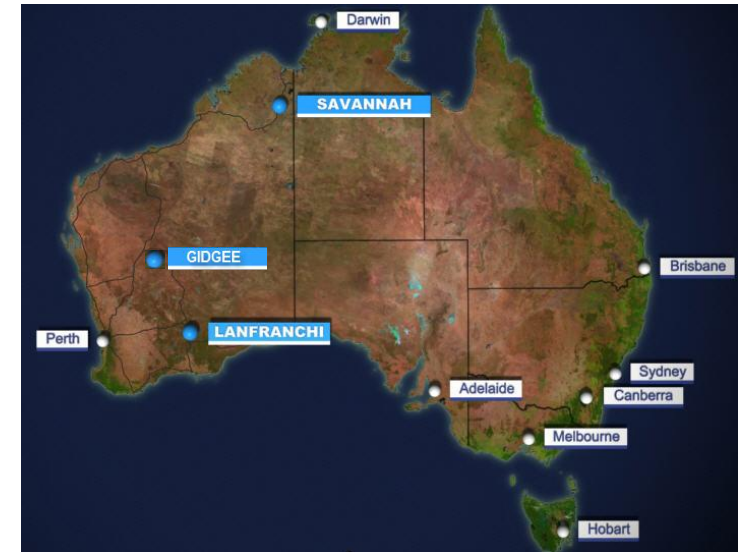 Darwin
SAVANNAH
GIDGEE
Brisbane
LANFRANCHI
Perth
Sydney
Adelaide
Canberra
Melbourne
Hobart